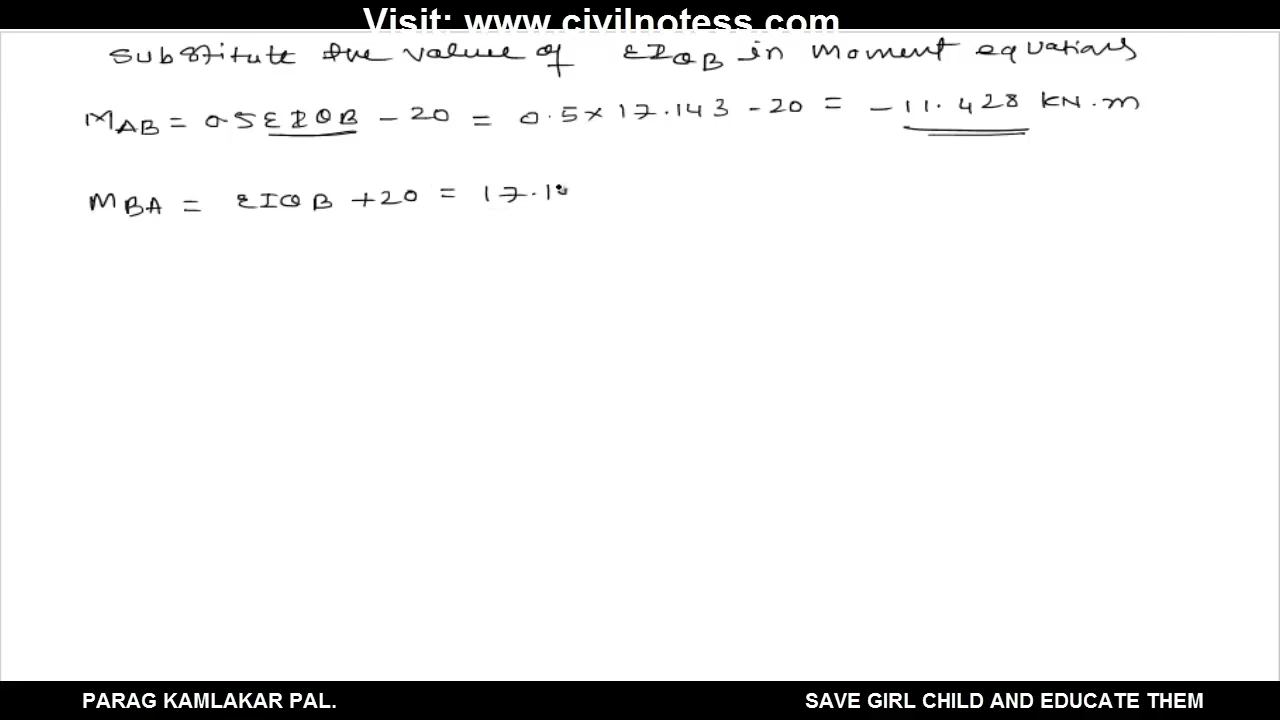 Visit: www.civilnotess.com
Substitute the value of EIθB in moment equations
MAB = 0.5EIθB - 20 = 0.5 × 17.143 - 20 = -11.428 KN.m
MBA = EIθB + 20 = 17.1
PARAG KAMLAKAR PAL.
SAVE GIRL CHILD AND EDUCATE THEM